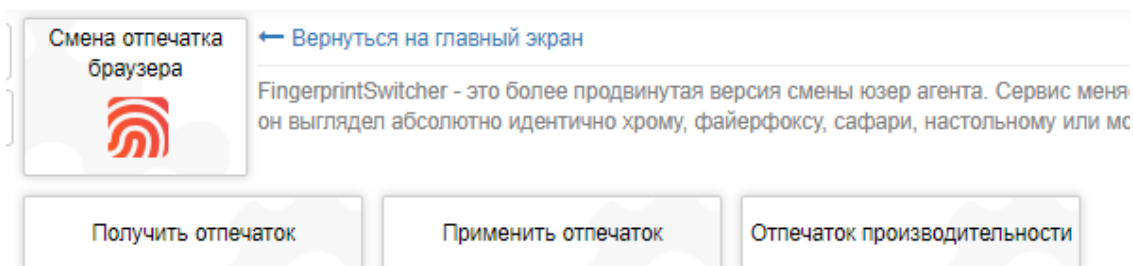 Смена отпечатка
браузера
Вернуться на главный экран
FingerprintSwitcher - это более продвинутая версия смены юзер агента. Сервис меня
он выглядел абсолютно идентично хрому, файерфоксу, сафари, настольному или мо
Получить отпечаток
Применить отпечаток
Отпечаток производительности